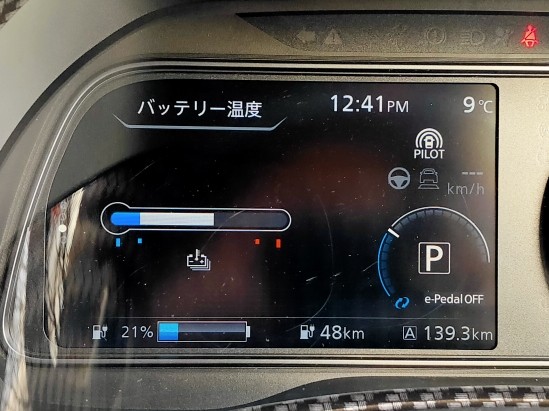 バッテリー温度
12:41PM
9℃
PILOT
---
km/h
P
e-Pedal OFF
21%
48km
A 139.3km